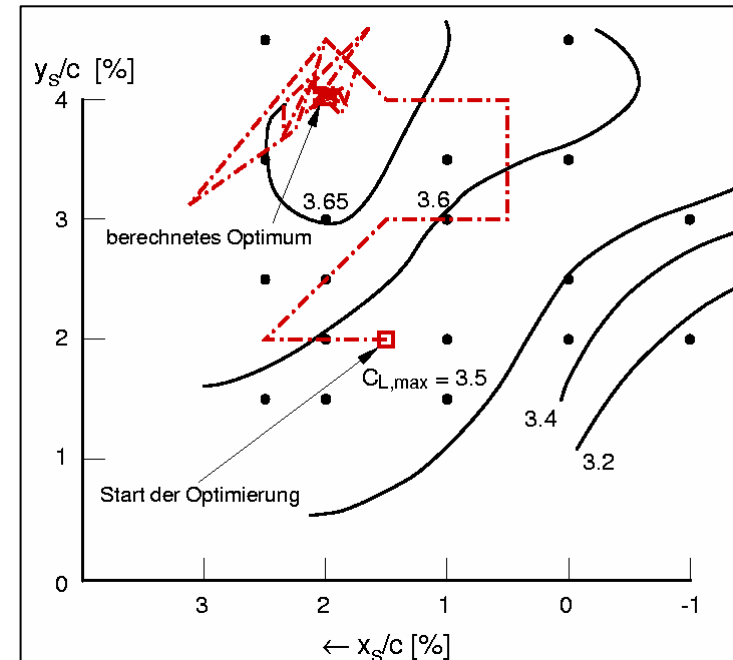 y_s/c [%]
4
3.65
3.6
3
berechnetes Optimum
2
C_L,max = 3.5
3.4
3.2
1
Start der Optimierung
0
3
2
1
0
-1
← x_s/c [%]